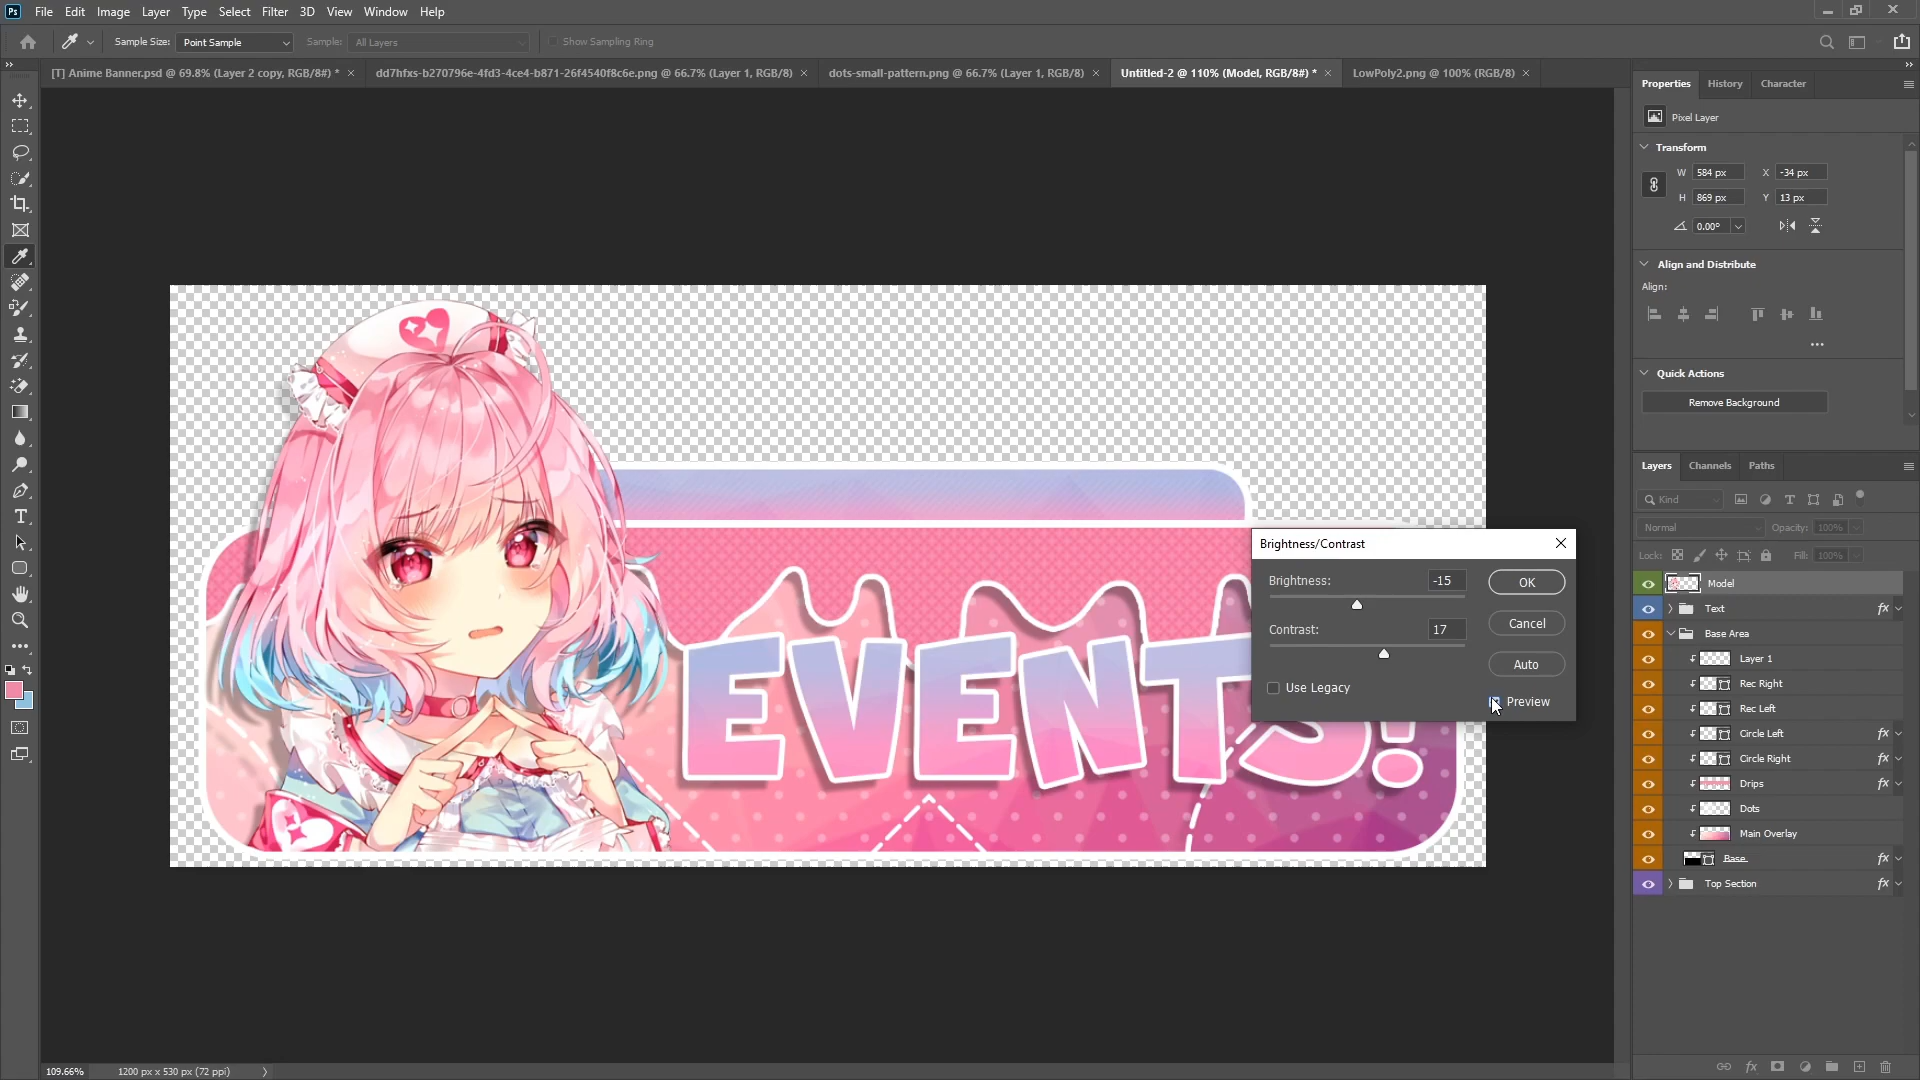 Ps File Edit Image Layer Type Select Filter 3D View Window Help
Sample Size: Point Sample Sample: All Layers Show Sampling Ring
[T] Anime Banner.psd @ 69.8% (Layer 2 copy, RGB/8#) * dd7hfxs-b270796e-4fd3-4ce4-b871-26f4540f8c6e.png @ 66.7% (Layer 1, RGB/8) dots-small-pattern.png @ 66.7% (Layer 1, RGB/8) Untitled-2 @ 110% (Model, RGB/8#) * LowPoly2.png @ 100% (RGB/8)
Properties History Character
Pixel Layer
Transform
W 584 px X -34 px
H 869 px Y 13 px
0.00°
Align and Distribute
Align:
Quick Actions
Remove Background
Layers Channels Paths
Kind
Normal Opacity: 100%
Lock: Fill: 100%
Model
Text fx
Base Area
Layer 1
Rec Right
Rec Left
Circle Left fx
Circle Right fx
Drips fx
Dots
Main Overlay
Base fx
Top Section fx
EVENTS!
Brightness/Contrast
Brightness: -15 OK
Contrast: 17 Cancel
Auto
Use Legacy
Preview
109.66% 1200 px x 530 px (72 ppi)